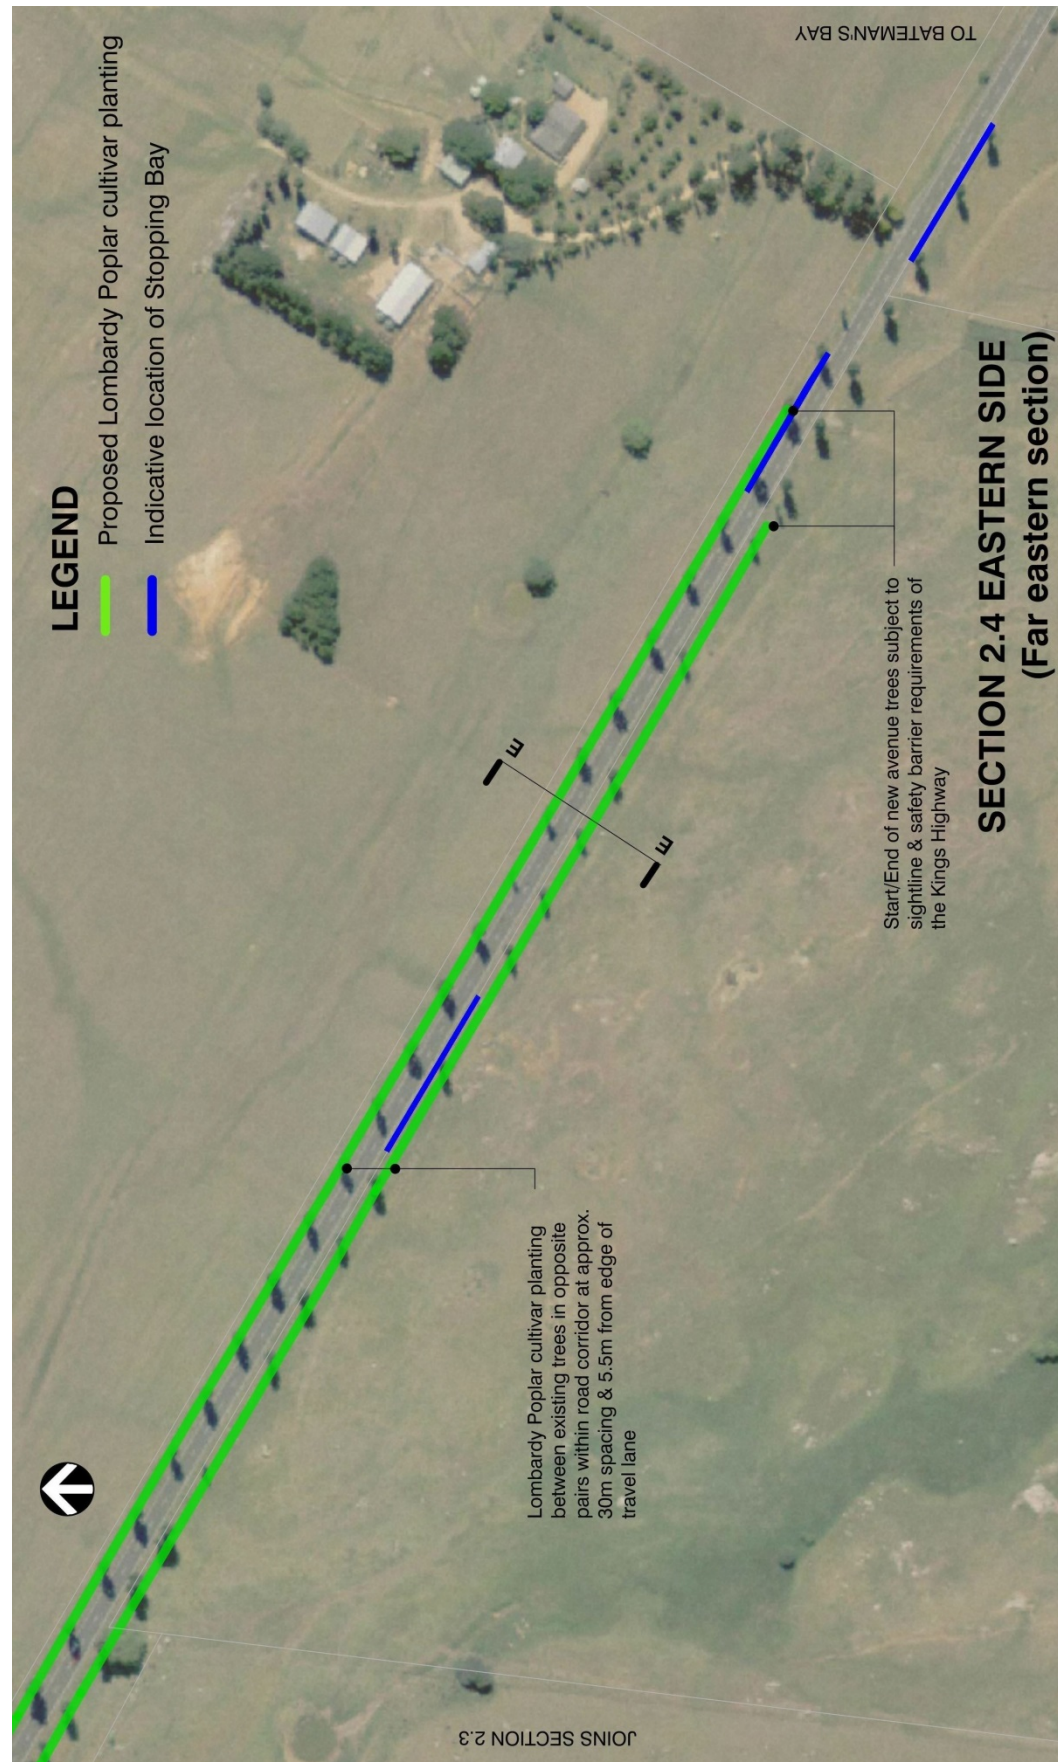 LEGEND
Proposed Lombardy Poplar cultivar planting
Indicative location of Stopping Bay
TO BATEMAN'S BAY
E
E
Lombardy Poplar cultivar planting
between existing trees in opposite
pairs within road corridor at approx.
30m spacing & 5.5m from edge of
travel lane
Start/End of new avenue trees subject to
sightline & safety barrier requirements of
the Kings Highway
SECTION 2.4 EASTERN SIDE
(Far eastern section)
JOINS SECTION 2.3